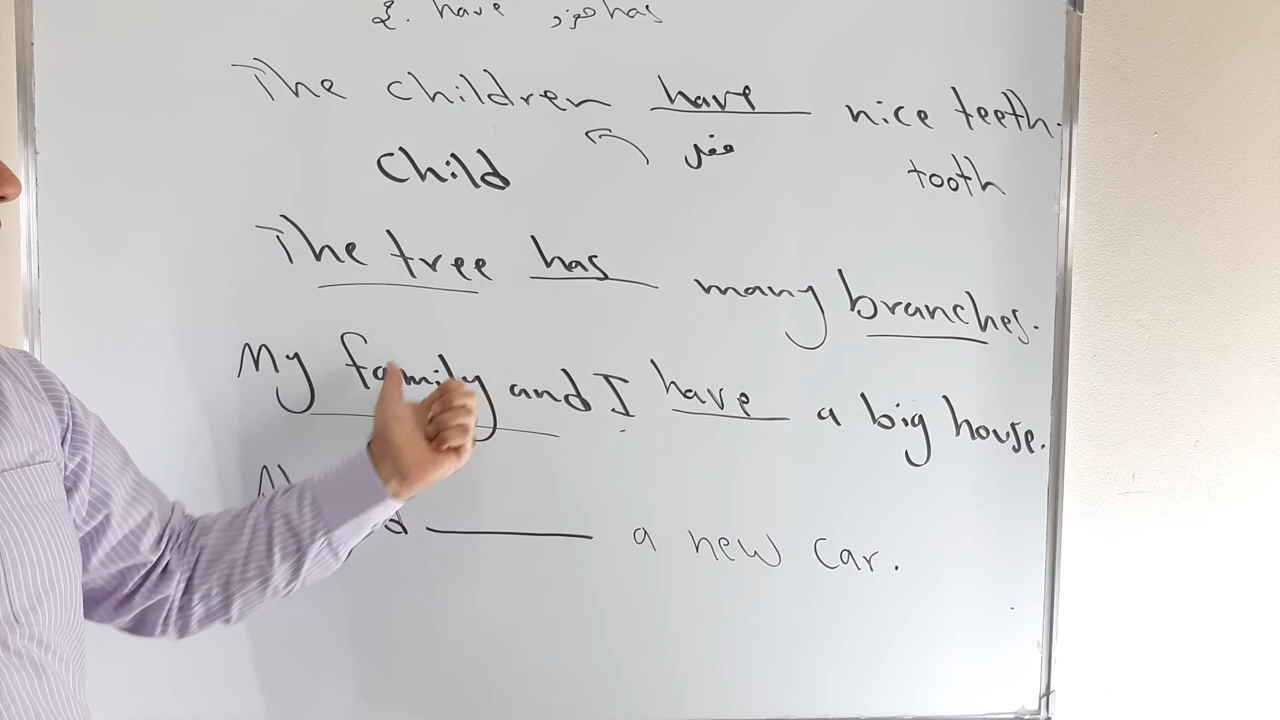 2. have has
The children have nice teeth.
child فعل tooth
The tree has many branches.
My family and I have a big house.
a new car.